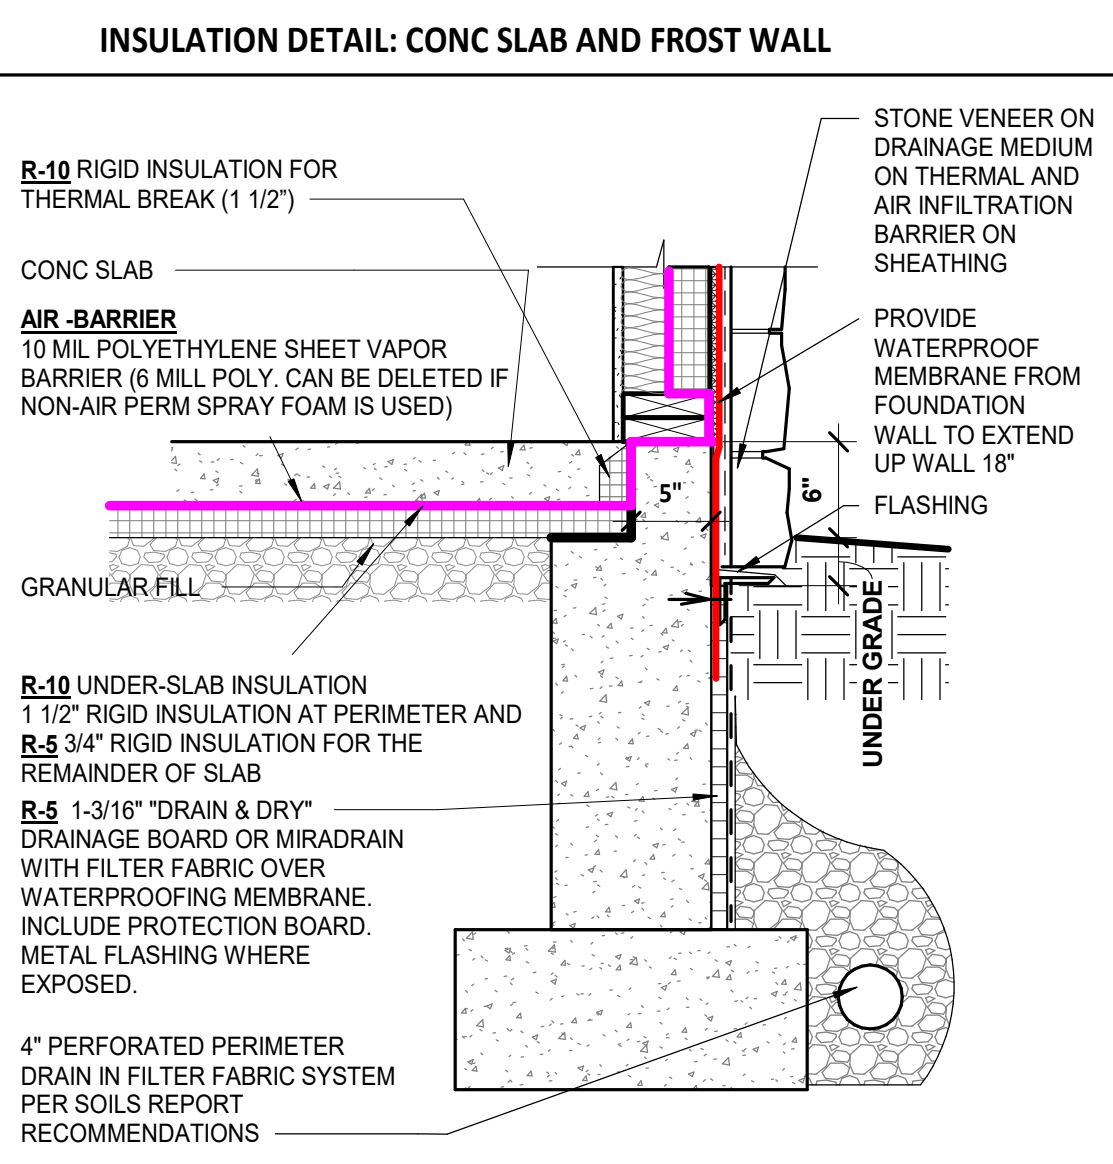 INSULATION DETAIL: CONC SLAB AND FROST WALL
R-10 RIGID INSULATION FOR
THERMAL BREAK (1 1/2”)
CONC SLAB
AIR -BARRIER
10 MIL POLYETHYLENE SHEET VAPOR
BARRIER (6 MILL POLY. CAN BE DELETED IF
NON-AIR PERM SPRAY FOAM IS USED)
GRANULAR FILL
R-10 UNDER-SLAB INSULATION
1 1/2" RIGID INSULATION AT PERIMETER AND
R-5 3/4" RIGID INSULATION FOR THE
REMAINDER OF SLAB
R-5 1-3/16" "DRAIN & DRY"
DRAINAGE BOARD OR MIRADRAIN
WITH FILTER FABRIC OVER
WATERPROOFING MEMBRANE.
INCLUDE PROTECTION BOARD.
METAL FLASHING WHERE
EXPOSED.
4" PERFORATED PERIMETER
DRAIN IN FILTER FABRIC SYSTEM
PER SOILS REPORT
RECOMMENDATIONS
STONE VENEER ON
DRAINAGE MEDIUM
ON THERMAL AND
AIR INFILTRATION
BARRIER ON
SHEATHING
PROVIDE
WATERPROOF
MEMBRANE FROM
FOUNDATION
WALL TO EXTEND
UP WALL 18"
FLASHING
5"
6"
UNDER GRADE